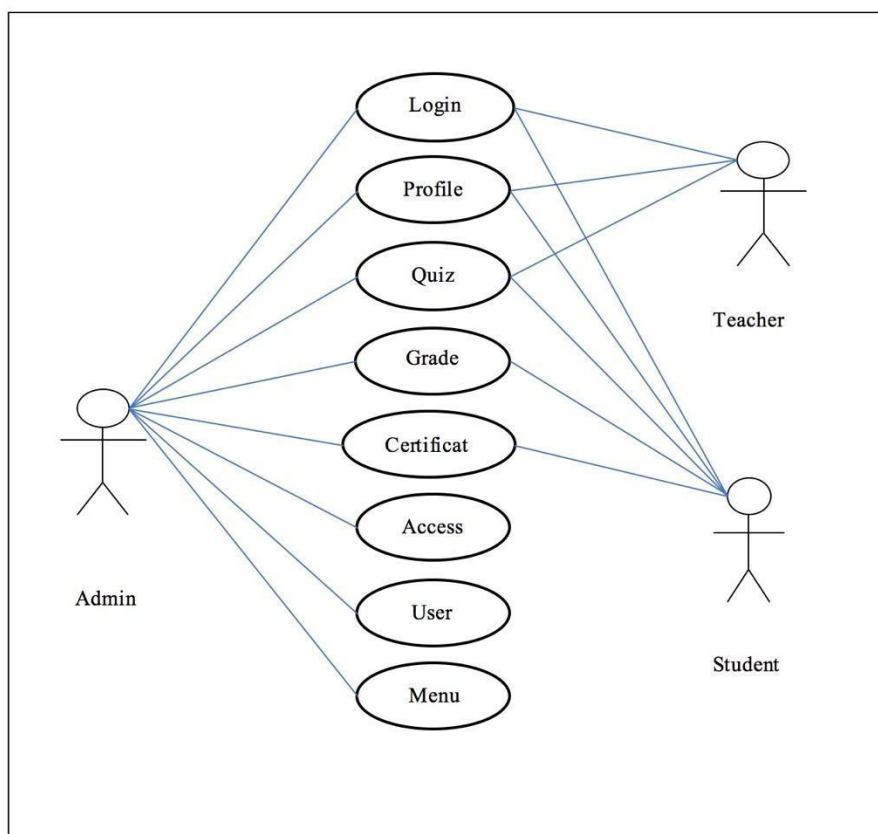 Login
Profile
Quiz
Grade
Certificat
Access
User
Menu
Admin
Teacher
Student